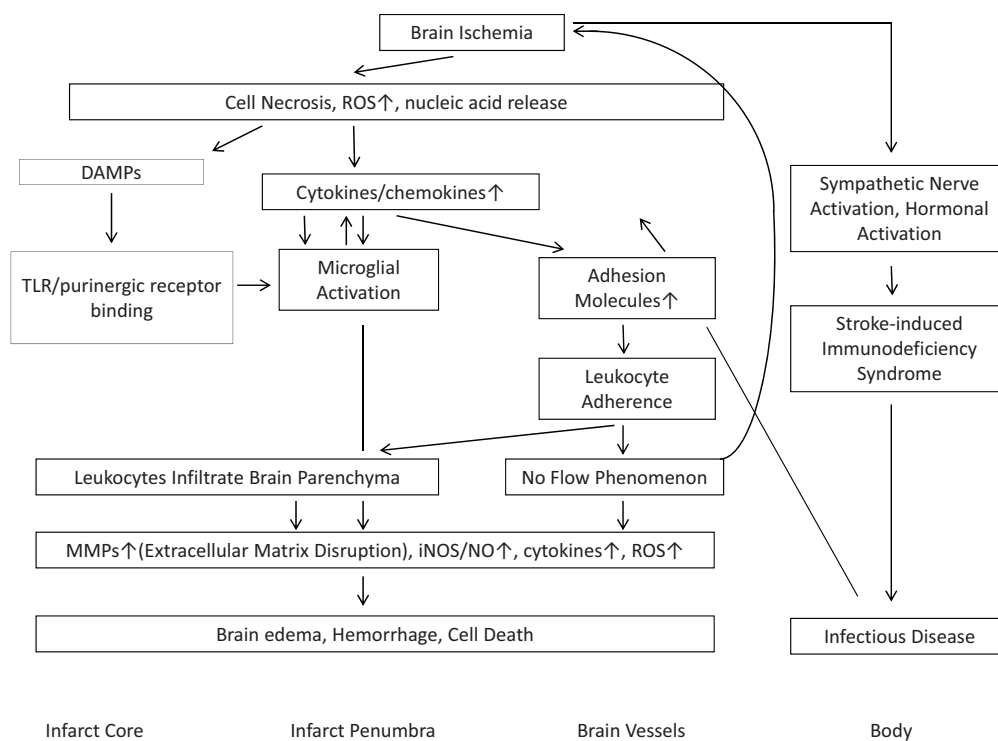 Brain Ischemia
Cell Necrosis, ROS↑, nucleic acid release
DAMPs
Cytokines/chemokines↑
Sympathetic Nerve
Activation, Hormonal
Activation
TLR/purinergic receptor
binding
Microglial
Activation
Adhesion
Molecules↑
Stroke-induced
Immunodeficiency
Syndrome
Leukocyte
Adherence
Leukocytes Infiltrate Brain Parenchyma
No Flow Phenomenon
MMPs↑(Extracellular Matrix Disruption), iNOS/NO↑, cytokines↑, ROS↑
Brain edema, Hemorrhage, Cell Death
Infectious Disease
Infarct Core
Infarct Penumbra
Brain Vessels
Body